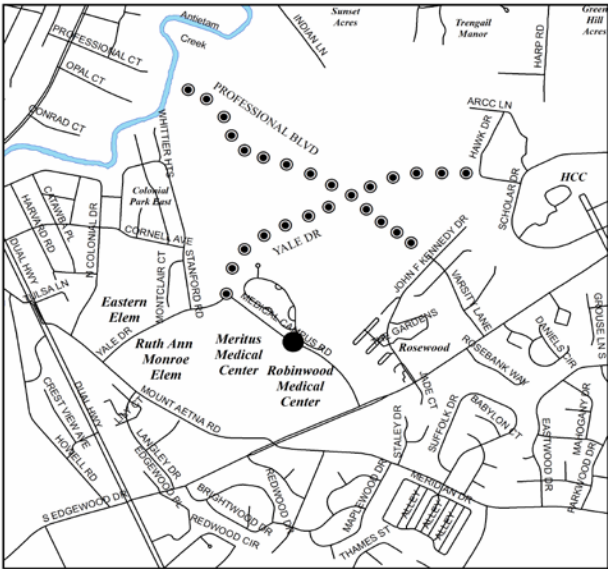 Sunset
Acres
Green
Hill
Acres
Antietam
Creek
Trengail
Manor
INDIAN LN
HARP RD
PROFESSIONAL CT
OPAL CT
CONRAD CT
PROFESSIONAL BLVD
ARCC LN
HAWK DR
WHITTIER HTS
HCC
SCHOLAR DR
Colonial
Park East
CATAWBA PL
HARVARD RD
N COLONIAL DR
CORNELL AVE
YALE DR
JOHN F KENNEDY DR
DUAL HWY
TULSA LN
MONTCLAIR CT
STANFORD RD
VARSITY LANE
Eastern
Elem
MEDICAL CAMPUS RD
GARDENS
GROUSE LN S
DANIELS CIR
YALE DR
Ruth Ann
Monroe
Elem
Meritus
Medical
Center
Robinwood
Medical
Center
Rosewood
ROSEBANK WAY
CREST VIEW AVE
DUAL HWY
HOWELL RD
MOUNT AETNA RD
JADE CT
SUFFOLK DR
BABYLON CT
STALEY DR
EASTWOOD DR
MAHOGANY DR
PARKWOOD DR
LANGLEY DR
EDGEWOOD PL
S EDGEWOOD DR
BRIGHTWOOD DR
REDWOOD CIR
REDWOOD DR
MAPLEWOOD DR
MERIDIAN DR
ALLEY
ALLEY
ALLEY
THAMES ST